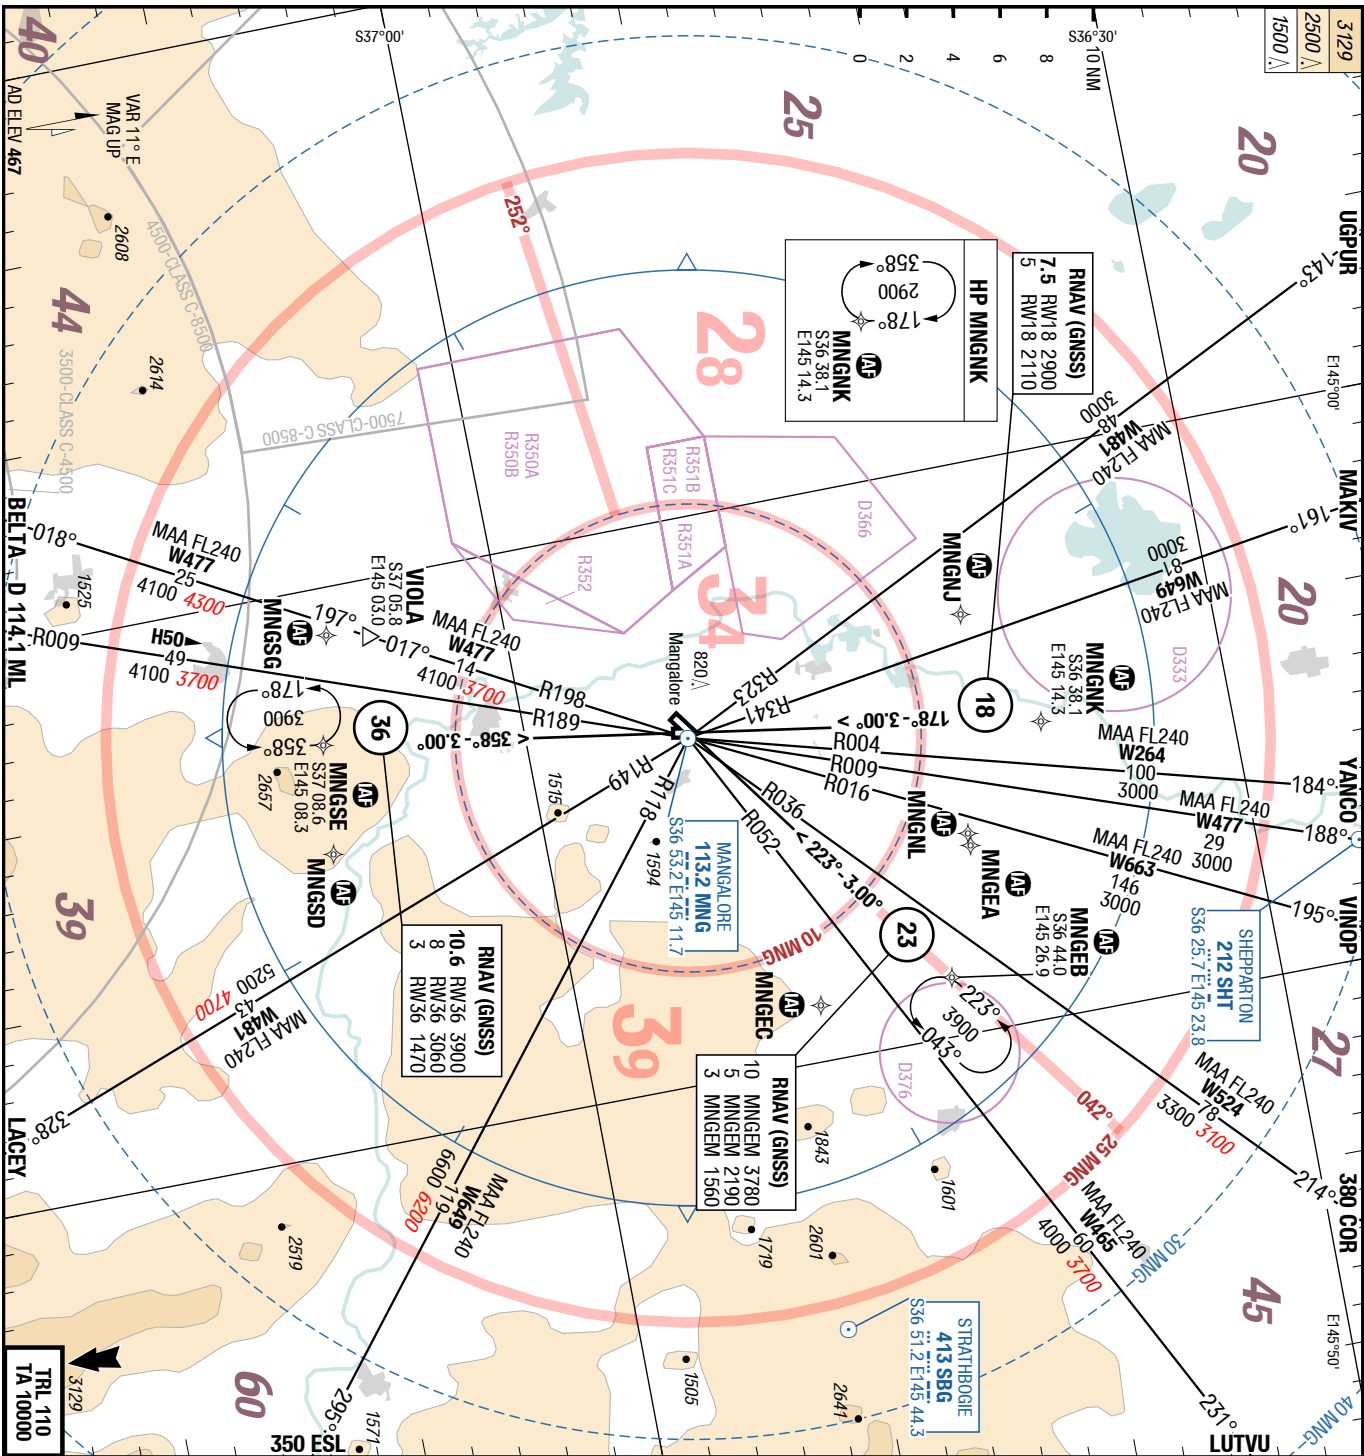 3129
2500
1500
10 NM
8
6
4
2
0
S36°30'
S37°00'
E145°00'
E145°50'
20
25
40
UGPUR
143°
3000
48
W481
MAA FL240
MAKIV
161°
3000
81
W649
MAA FL240
20
D333
YANCO
184°
MAA FL240
W264
100
3000
188°
MAA FL240
W477
29
3000
VINOP
195°
MAA FL240
W663
146
3000
SHEPPARTON
212 SHT
S36 25.7 E145 23.8
27
380 COR
214°
MAA FL240
W524
78
3300 3100
LUTVU
231°
MAA FL240
W465
60
4000 3700
45
30 MNG
40 MNG
25 MNG
042°
10 MNG
252°
RNAV (GNSS)
7.5 RW18 2900
5 RW18 2110
HP MNGNK
358°
2900
178°
IAF
MNGNK
S36 38.1
E145 14.3
IAF
MNGNJ
IAF
MNGNK
S36 38.1
E145 14.3
18
IAF
MNGNL
IAF
MNGEA
IAF
MNGEB
S36 44.0
E145 26.9
223°
3900
043°
D376
23
IAF
MNGEC
28
34
39
D366
R351B
R351C
R351A
R350A
R350B
R352
R323
R341
178° - 3.00° >
R004
R009
R016
R036
< 223° - 3.00°
R052
R118
R149
820
Mangalore
MANGALORE
113.2 MNG
S36 53.2 E145 11.7
RNAV (GNSS)
10 MNGEM 3780
5 MNGEM 2190
3 MNGEM 1560
STRATHBOGIE
413 SBG
S36 51.2 E145 44.3
1843
1601
2601
1719
1505
2641
1515
1594
R198
R189
< 358° - 3.00°
MAA FL240
W477
14
4100 3700
017°
VIOLA
S37 05.8
E145 03.0
197°
MAA FL240
W477
25
4100 4300
018°
BELTA
D 114.1 ML
R009
H50
49
4100 3700
IAF
MNGSG
178°
3900
358°
IAF
MNGSE
S37 08.6
E145 08.3
2657
IAF
MNGSD
36
RNAV (GNSS)
10.6 RW36 3900
8 RW36 3060
3 RW36 1470
5200 4700
43
W481
MAA FL240
328°
LACEY
MAA FL240
W649
119
6600 6200
295°
350 ESL
1571
2519
1525
2614
2608
44
39
60
7500-CLASS C-8500
4500-CLASS C-8500
3500-CLASS C-4500
VAR 11° E
MAG UP
AD ELEV 467
3129
TRL 110
TA 10000